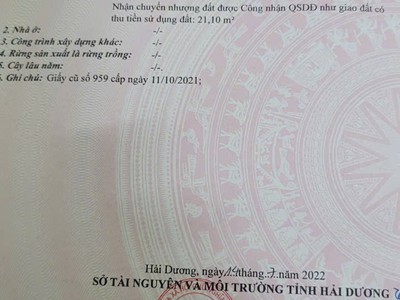 Nhận chuyển nhượng đất được Công nhận QSDĐ như giao đất có
thu tiền sử dụng đất: 21,10 m²
2. Nhà ở: -/-
3. Công trình xây dựng khác: -/-
4. Rừng sản xuất là rừng trồng: -/-
5. Cây lâu năm: -/-.
6. Ghi chú: Giấy cũ số 959 cấp ngày 11/10/2021;
Hải Dương, ngày 14 tháng 7 năm 2022
SỞ TÀI NGUYÊN VÀ MÔI TRƯỜNG TỈNH HẢI DƯƠNG